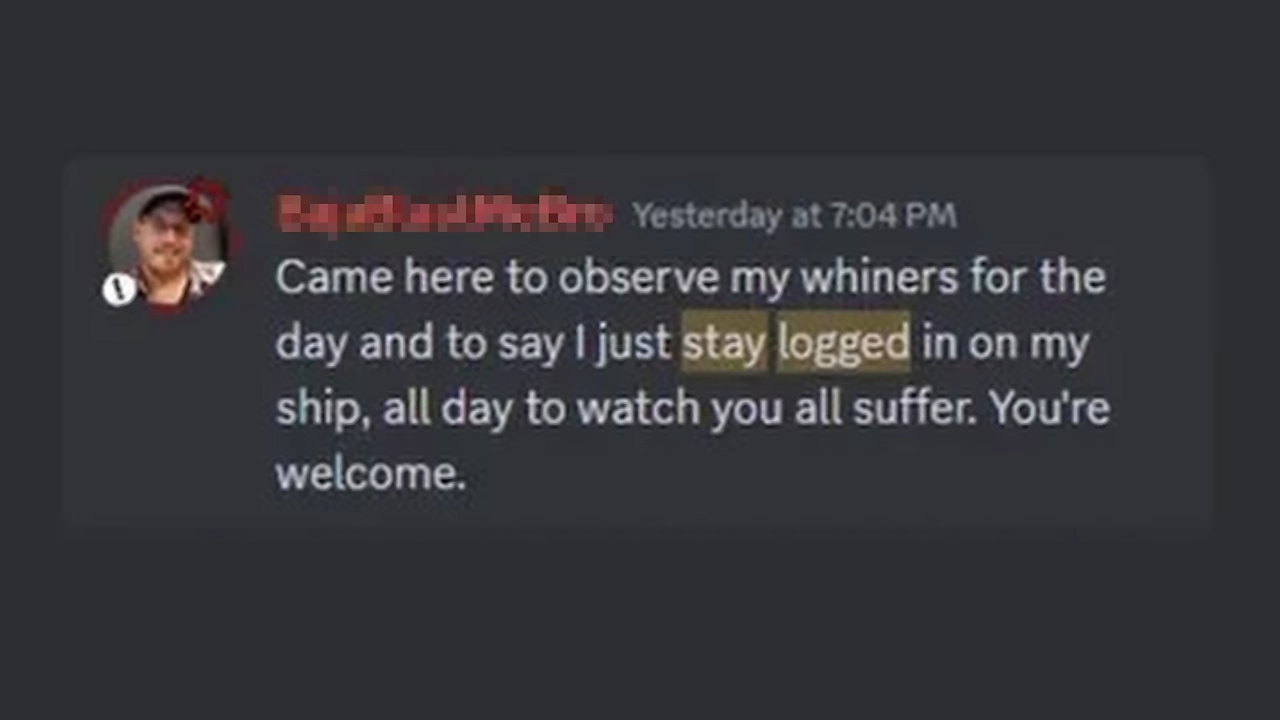 Yesterday at 7:04 PM
Came here to observe my whiners for the
day and to say I just stay logged in on my
ship, all day to watch you all suffer. You're
welcome.